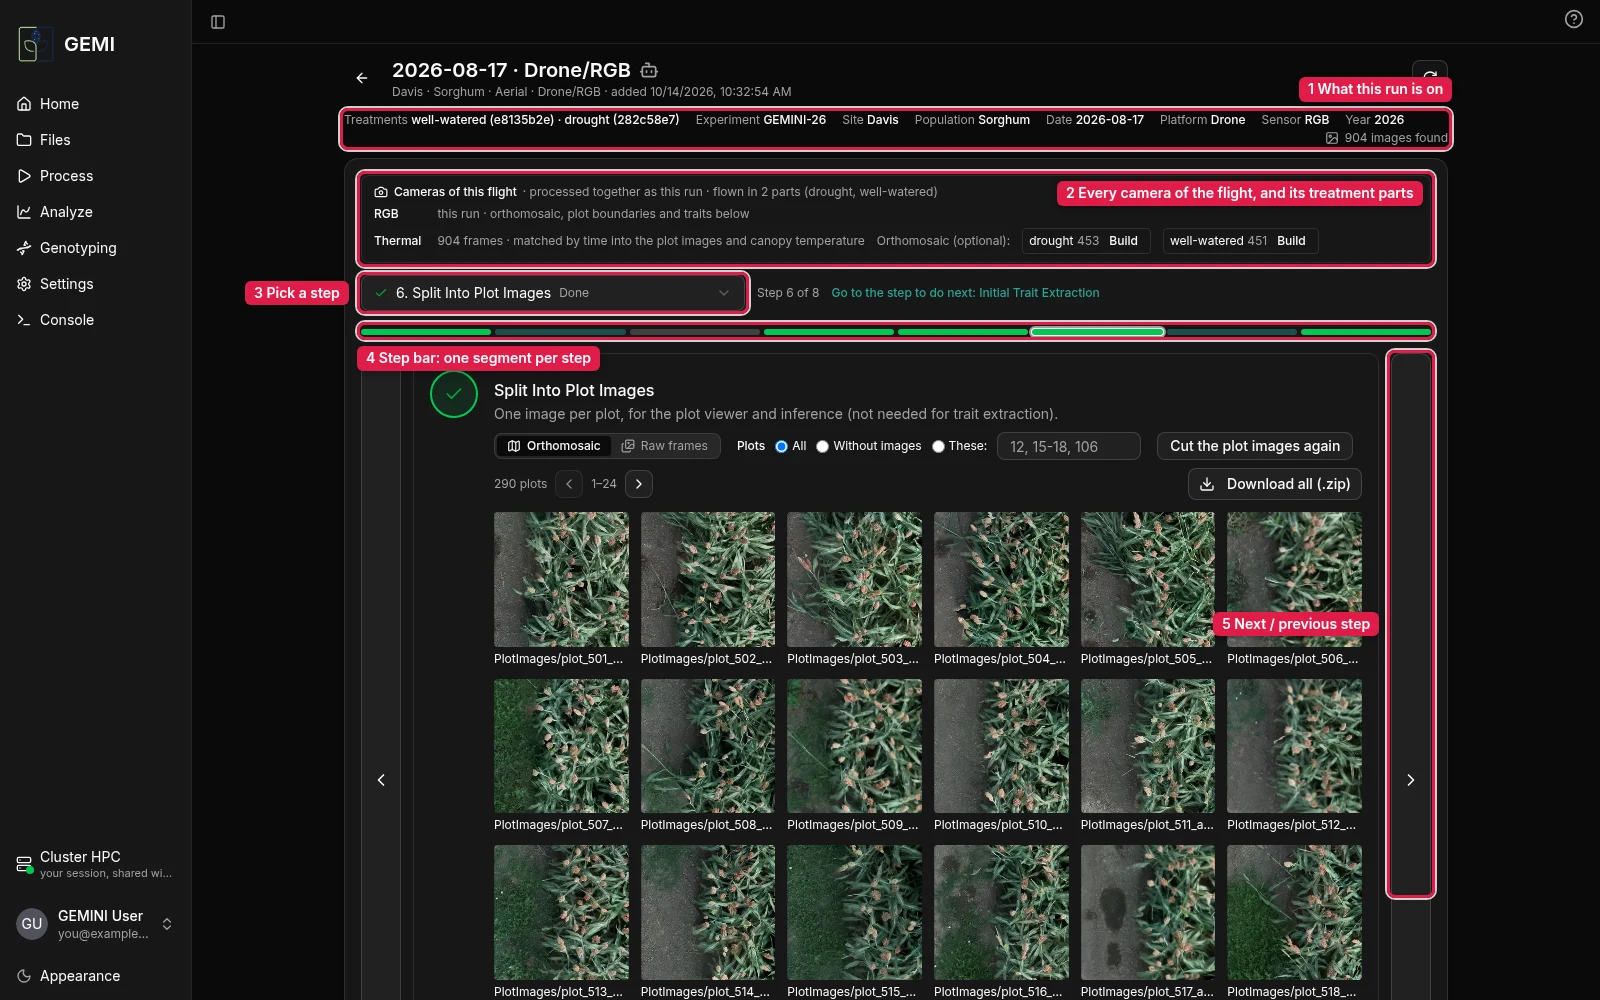 GEMI
Home
Files
Process
Analyze
Genotyping
Settings
Console
Cluster HPC
your session, shared wi...
GU
GEMINI User
you@example...
Appearance
2026-08-17 · Drone/RGB
Davis · Sorghum · Aerial · Drone/RGB · added 10/14/2026, 10:32:54 AM
1 What this run is on
Treatments well-watered (e8135b2e) · drought (282c58e7) Experiment GEMINI-26 Site Davis Population Sorghum Date 2026-08-17 Platform Drone Sensor RGB Year 2026
904 images found
Cameras of this flight · processed together as this run · flown in 2 parts (drought, well-watered)
2 Every camera of the flight, and its treatment parts
RGB this run · orthomosaic, plot boundaries and traits below
Thermal 904 frames · matched by time into the plot images and canopy temperature Orthomosaic (optional): drought 453 Build well-watered 451 Build
3 Pick a step
6. Split Into Plot Images Done
Step 6 of 8 Go to the step to do next: Initial Trait Extraction
4 Step bar: one segment per step
Split Into Plot Images
One image per plot, for the plot viewer and inference (not needed for trait extraction).
Orthomosaic Raw frames Plots All Without images These: 12, 15-18, 106 Cut the plot images again
290 plots 1–24 Download all (.zip)
5 Next / previous step
PlotImages/plot_501_... PlotImages/plot_502_... PlotImages/plot_503_... PlotImages/plot_504_... PlotImages/plot_505_... PlotImages/plot_506_...
PlotImages/plot_507_... PlotImages/plot_508_... PlotImages/plot_509_... PlotImages/plot_510_... PlotImages/plot_511_a... PlotImages/plot_512_...
PlotImages/plot_513_... PlotImages/plot_514_... PlotImages/plot_515_... PlotImages/plot_516_... PlotImages/plot_517_a... PlotImages/plot_518_...